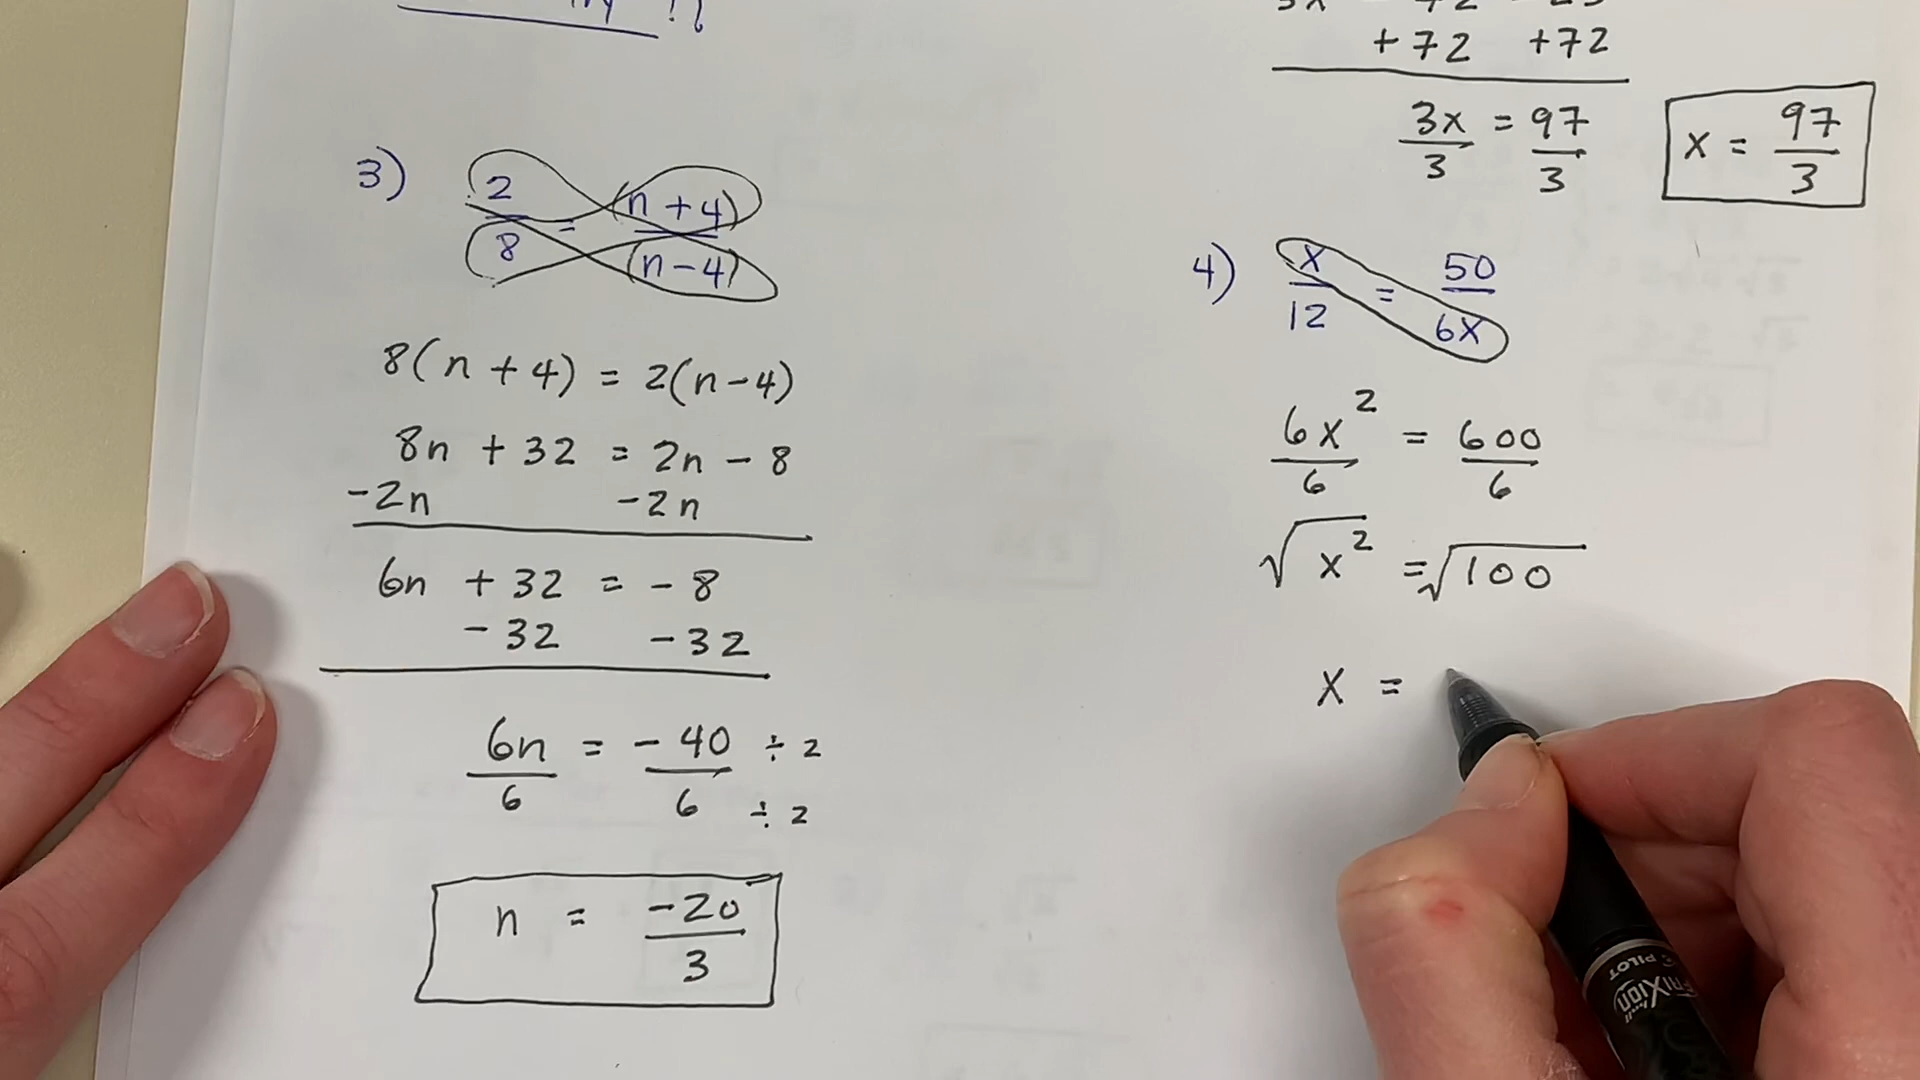 +72 +72
3x/3 = 97/3
x = 97/3
3) 2/8 = (n+4)/(n-4)
8(n+4) = 2(n-4)
8n + 32 = 2n - 8
-2n -2n
6n + 32 = -8
-32 -32
6n/6 = -40/6 ÷2 ÷2
n = -20/3
4) x/12 = 50/6x
6x²/6 = 600/6
√x² = √100
x =
FRIXion ball
PILOT